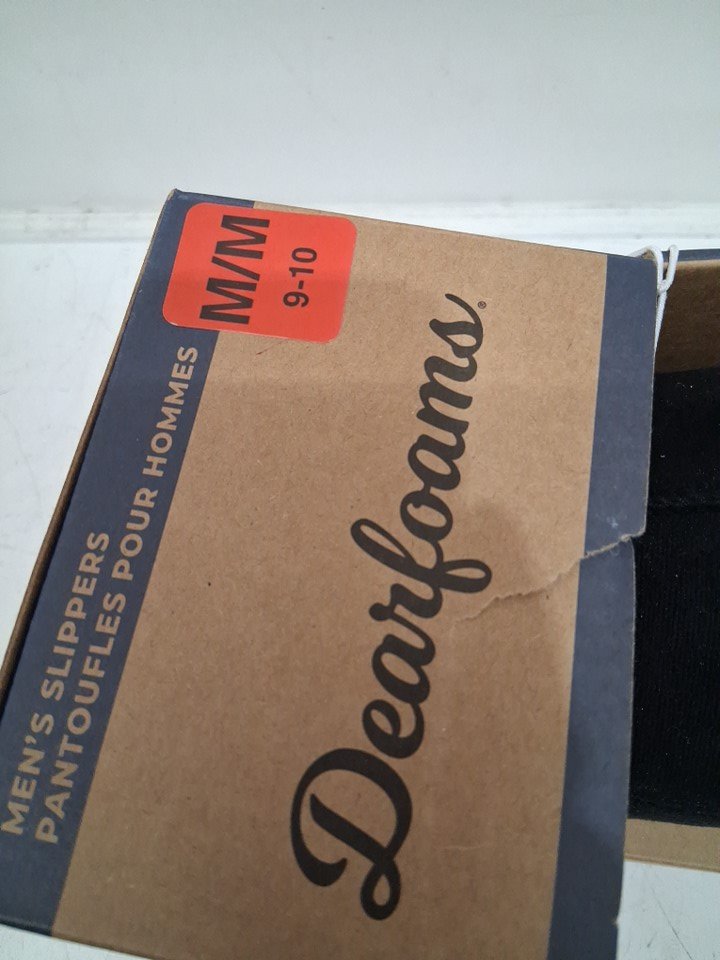 M/M
9-10
MEN'S SLIPPERS
PANTOUFLES POUR HOMMES
Dearfoams®